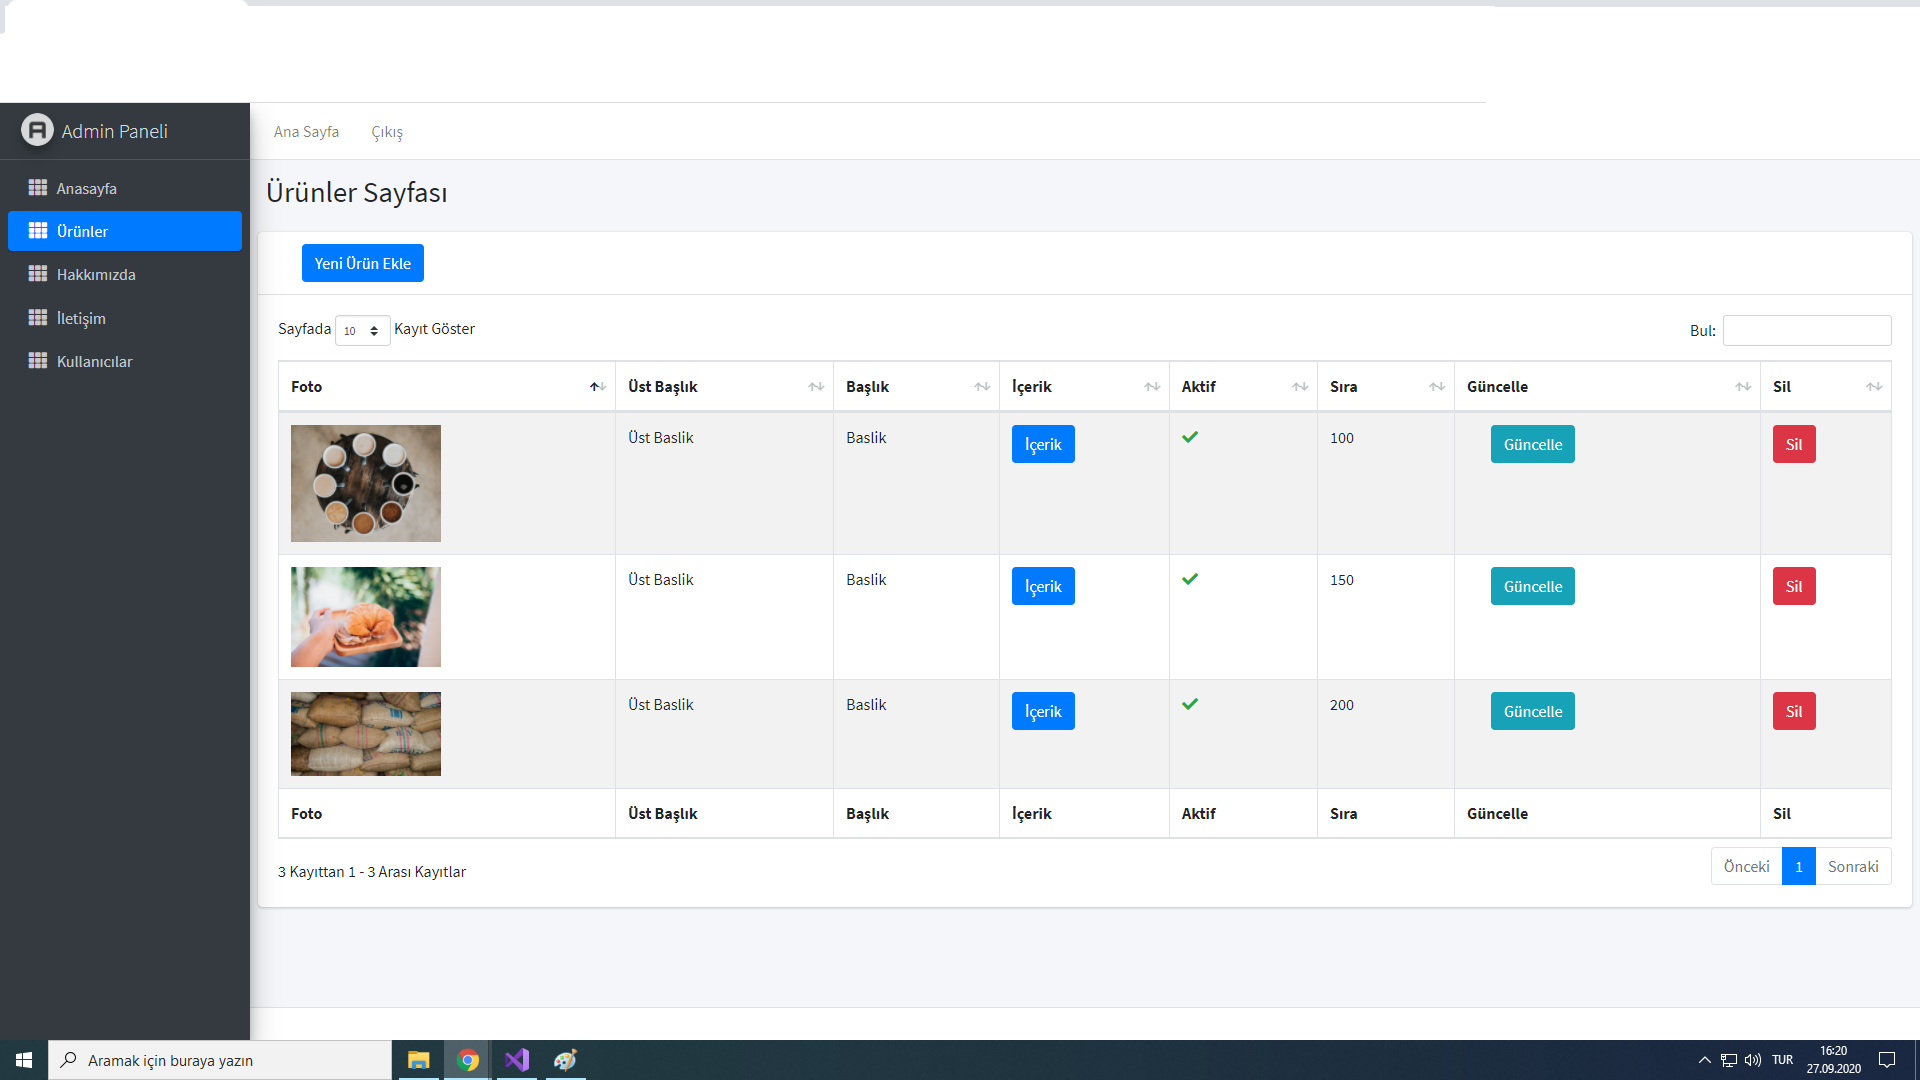 Admin Paneli
Ana Sayfa Çıkış
Anasayfa
Ürünler
Hakkımızda
İletişim
Kullanıcılar
Ürünler Sayfası
Yeni Ürün Ekle
Sayfada 10 Kayıt Göster
Bul:
Foto Üst Başlık Başlık İçerik Aktif Sıra Güncelle Sil
Üst Baslik Baslik İçerik 100 Güncelle Sil
Üst Baslik Baslik İçerik 150 Güncelle Sil
Üst Baslik Baslik İçerik 200 Güncelle Sil
Foto Üst Başlık Başlık İçerik Aktif Sıra Güncelle Sil
3 Kayıttan 1 - 3 Arası Kayıtlar
Önceki 1 Sonraki
Aramak için buraya yazın
TUR
16:20
27.09.2020